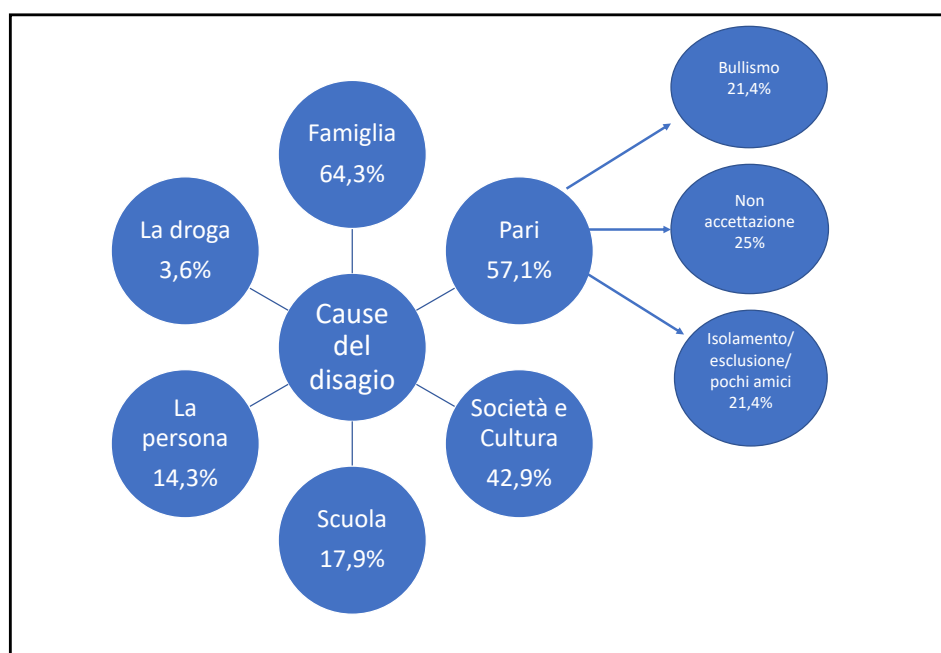 Bullismo
21,4%
Famiglia
64,3%
La droga
3,6%
Pari
57,1%
Non
accettazione
25%
Cause
del
disagio
Isolamento/
esclusione/
pochi amici
21,4%
La
persona
14,3%
Società e
Cultura
42,9%
Scuola
17,9%